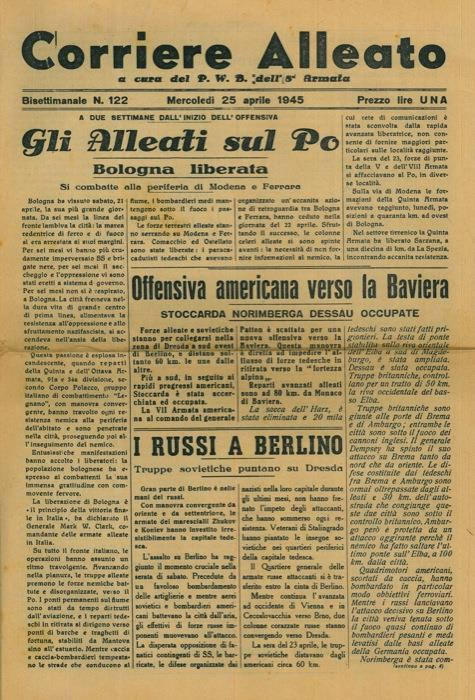 Corriere Alleato
a cura del P. W. B. dell'8ª Armata
Bisettimanale N. 122
Mercoledì 25 aprile 1945
Prezzo lire UNA
A DUE SETTIMANE DALL'INIZIO DELL'OFFENSIVA
Gli Alleati sul Po
Bologna liberata
Si combatte alla periferia di Modena e Ferrara
Bologna ha vissuto sabato, 21
aprile, la sua più grande giornata.
Da sei mesi la linea del
fronte lambiva la città: la marea
redentrice di ferro e di fuoco si
era arrestata ai suoi margini.
Per sei mesi vi hanno più crudamente
imperversato SS e brigate
nere, per sei mesi il saccheggio
e l'oppressione vi sono
stati eretti a sistema di governo.
Per sei mesi non si è respirato,
a Bologna. La città fremeva nella
dura vita di grande centro
di prima linea, alimentava la
resistenza all'oppressione e allo
sfruttamento nazifascista, si accendeva
nell'attesa della liberazione.
Questa passione è esplosa incandescente,
quando reparti
della Quinta e dell'Ottava Armata,
91a e 34a divisione, secondo
Corpo Polacco, gruppo
italiano di combattimento "Legnano",
con manovra convergente,
hanno travolto ogni resistenza
nemica alla periferia
dell'abitato e sono penetrate
nella città, proseguendo poi all'inseguimento
del nemico.
Entusiastiche manifestazioni
hanno accolto i liberatori: la
popolazione bolognese ha espresso
ai combattenti la sua
immensa gratitudine con commovente
fervore.
La liberazione di Bologna è
« il principio della vittoria finale
in Italia », ha dichiarato il
Generale Mark W. Clark, comandante
delle armate alleate
in Italia.
Su tutto il fronte italiano, le
operazioni hanno assunto un
ritmo travolgente. Avanzando
nella pianura, le truppe alleate
premono le forze nemiche battute
e disorganizzate, verso il
Po. I ponti permanenti sul fiume
sono stati da tempo distrutti
dall'aviazione, e i reparti tedeschi
in ritirata si dirigono verso
ponti di barche e traghetti di
fortuna, stabiliti da Mantova
sino all'estuario. Mentre caccia
e caccia-bombardieri tempestano
le strade che conducono al
fiume, i bombardieri medi mantengono
sotto il fuoco i passaggi
sul Po.
Le forze terrestri alleate stanno
serrando su Modena e Ferrara.
Comacchio ed Ostellato
sono state liberate; i paracadutisti
tedeschi che avevano
organizzato un'accanita azione
di retroguardia tra Bologna e
Ferrara, hanno ceduto nella
giornata del 22 aprile. Sfruttando
il successo, le colonne
celeri alleate si sono spinte
avanti: le necessità di non fornire
informazioni al nemico, la
cui rete di comunicazioni è
stata sconvolta dalla rapida
avanzata liberatrice, non consente
di fornire maggiori particolari
sulle località raggiunte.
La sera del 23, forze di punta
della V e dell'VIII Armata
si affacciavano al Po, in diverse
località.
Sulla via di Modena le formazioni
della Quinta Armata
avevano raggiunto, lunedì, posizioni
a quaranta km. ad ovest
di Bologna.
Nel settore tirrenico la Quinta
Armata ha liberato Sarzana, a
una diecina di km. da La Spezia,
incontrando accanita resistenza.
Offensiva americana verso la Baviera
STOCCARDA NORIMBERGA DESSAU OCCUPATE
Forze alleate e sovietiche
stanno per collegarsi nella
zona di Dresda a sud ovest
di Berlino, e distano soltanto
60 km. le une dalle
altre.
Più a sud, in seguito ai
rapidi progressi americani,
Stoccarda è stata accerchiata
ed occupata.
La VII Armata americana
al comando del generale
Patton è scattata per una
nuova offensiva verso la
Baviera. Questa manovra
è diretta ad impedire l'afflusso
di forze tedesche in
ritirata verso la "fortezza
alpina".
Reparti avanzati alleati
sono ad 80 km. da Monaco
di Baviera.
La sacca dell'Harz, è
stata eliminata e 20 mila
tedeschi sono stati fatti prigionieri.
La testa di ponte
stabilita sulla riva orientale
dell'Elba a sud di Magdeborgo,
è stata ampliata.
Dessau è stata occupata.
Truppe britanniche, controllano
per un tratto di 50 km.
la riva occidentale del basso
Elba.
Truppe britanniche sono
giunte alle porte di Brema
e di Amburgo; entrambe le
città sono sotto il fuoco dei
cannoni inglesi. Il generale
Dempsey ha spinto il suo
attacco su Brema tanto da
nord che da oriente. Le difese
costituite dai tedeschi
fra Brema e Amburgo sono
ormai oltrepassate dagli alleati
e 30 km. dell'autostrada
che congiunge queste
due città sono sotto il
controllo britannico. Amburgo
però è protetta da un
attacco aggirante perchè il
nemico ha fatto saltare l'ultimo
ponte sull'Elba, a 100 km.
dalla città.
Quadrimotori americani,
scortati da caccia, hanno
bombardato in particolar
modo obbiettivi ferroviari.
Mentre i russi lanciavano
l'attacco decisivo su Berlino
la città veniva tenuta sotto
il fuoco quasi continuo di
bombardieri pesanti e medi
levatisi dalle basi alleate
della Germania occupata.
Norimberga è stata com-
(continua a pag. 4)
I RUSSI A BERLINO
Truppe sovietiche puntano su Dresda
Gran parte di Berlino è nelle
mani dei russi.
Con manovra convergente da
oriente e da settentrione, le
armate dei marescialli Zhukov
e Koniev hanno investito irresistibilmente
la capitale tedesca.
L'assalto su Berlino ha raggiunto
il momento cruciale nella
serata di sabato. Preceduta da
un favoloso bombardamento
delle artiglierie e mentre aerei
sovietici e bombardieri americani
battevano la città dall'aria,
gli effettivi di forze russe imponenti
muovevano all'attacco.
La disperata opposizione di fanatici
contingenti di SS, le barricate,
le difese organizzate dai
nazisti nella loro capitale durante
gli ultimi mesi, non hanno frenato
l'impeto degli attaccanti,
che hanno sommerso ogni resistenza.
I Veterani di Stalingrado
hanno piantato le insegne sovietiche
nei quartieri periferici
della capitale tedesca.
Il Quartiere generale delle
armate russe attaccanti si è trasferito
entro la cinta di Berlino.
Mentre continua l'avanzata
ad occidente di Vienna e in
Cecoslovacchia verso Brno, due
colonne corazzate russe stanno
convergendo verso Dresda.
La sera del 23 aprile, le truppe
sovietiche distavano dagli americani
circa 60 km.